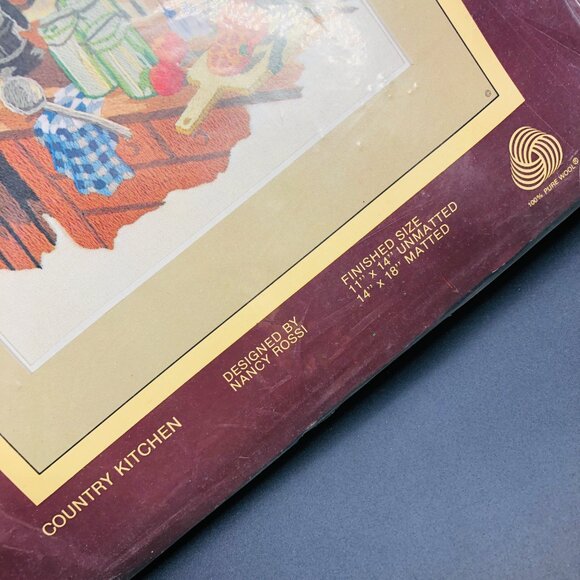 COUNTRY KITCHEN
DESIGNED BY
NANCY ROSSI
FINISHED SIZE
11" X 14" UNMATTED
14" X 18" MATTED
100% PURE WOOL®
©